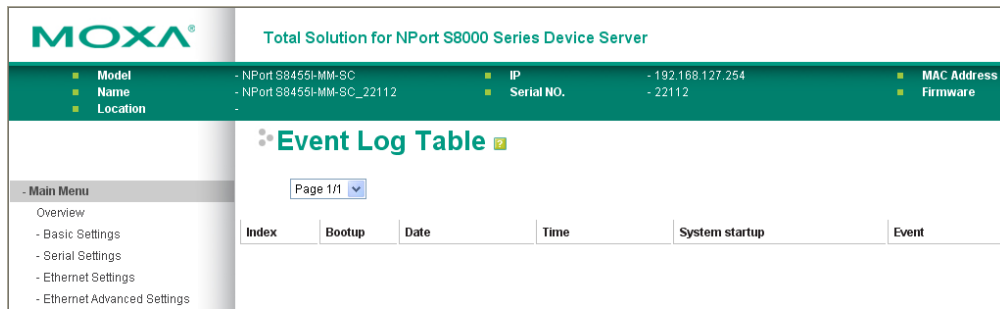 MOXA®
Total Solution for NPort S8000 Series Device Server
Model - NPort S8455I-MM-SC IP - 192.168.127.254 MAC Address
Name - NPort S8455I-MM-SC_22112 Serial NO. - 22112 Firmware
Location -
Event Log Table
Page 1/1
- Main Menu
Overview
- Basic Settings
- Serial Settings
- Ethernet Settings
- Ethernet Advanced Settings
Index Bootup Date Time System startup Event